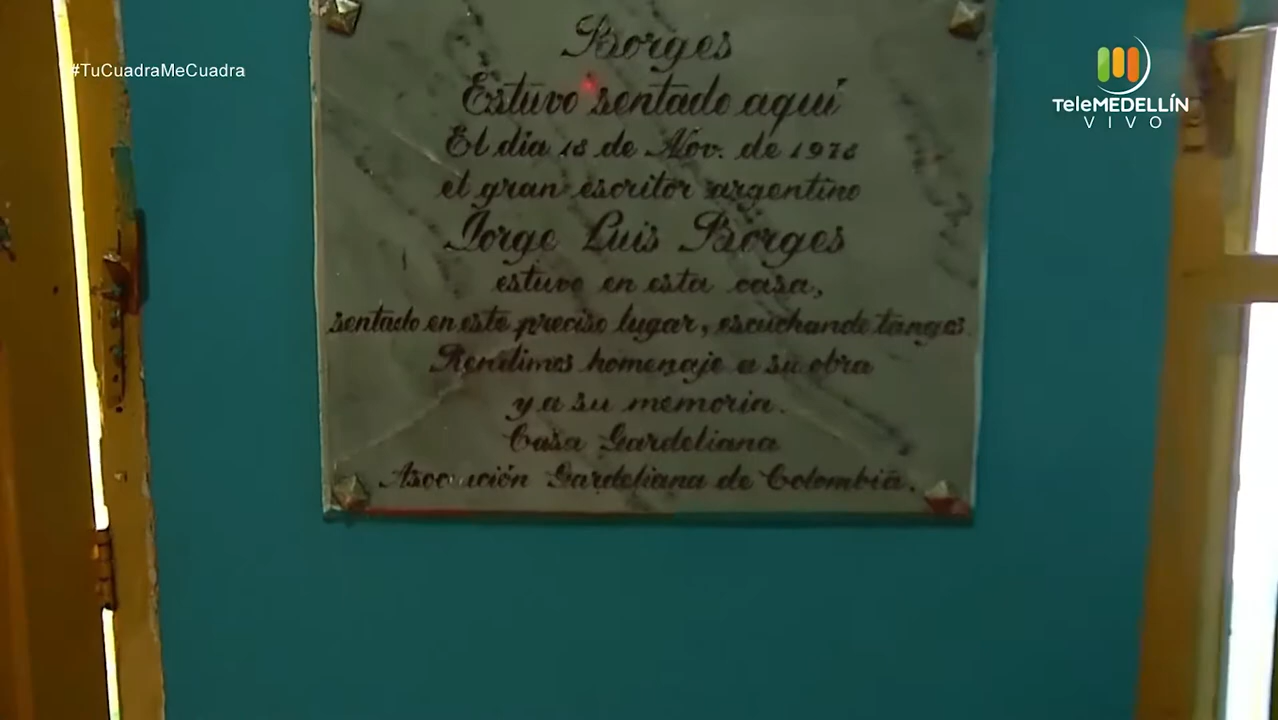 #TuCuadraMeCuadra
TeleMEDELLÍN
VIVO
Borges
Estuvo sentado aquí
El día 18 de Nov. de 1978
el gran escritor argentino
Jorge Luis Borges
estuvo en esta casa,
sentado en este preciso lugar, escuchando tangos.
Rendimos homenaje a su obra
y a su memoria.
Casa Gardeliana
Asociación Gardeliana de Colombia.